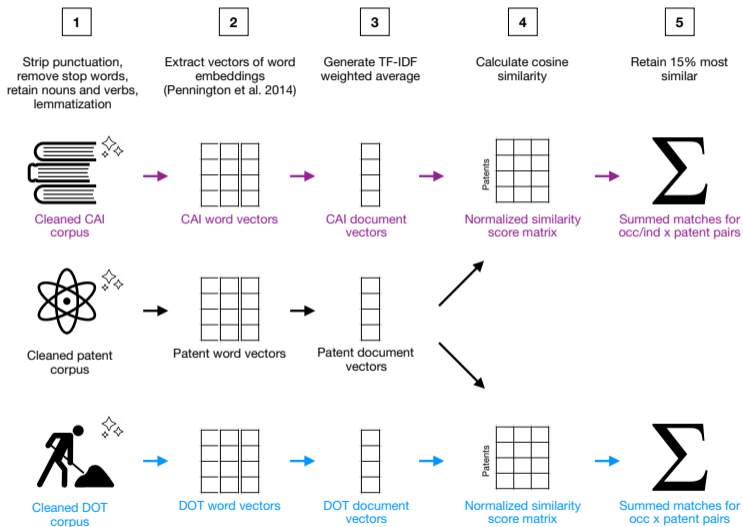 1
2
3
4
5
Strip punctuation,
remove stop words,
retain nouns and verbs,
lemmatization
Extract vectors of word
embeddings
(Pennington et al. 2014)
Generate TF-IDF
weighted average
Calculate cosine
similarity
Retain 15% most
similar
Patents
Cleaned CAI
corpus
CAI word vectors
CAI document
vectors
Normalized similarity
score matrix
Summed matches for
occ/ind x patent pairs
Cleaned patent
corpus
Patent word vectors
Patent document
vectors
Patents
Cleaned DOT
corpus
DOT word vectors
DOT document
vectors
Normalized similarity
score matrix
Summed matches for
occ x patent pairs